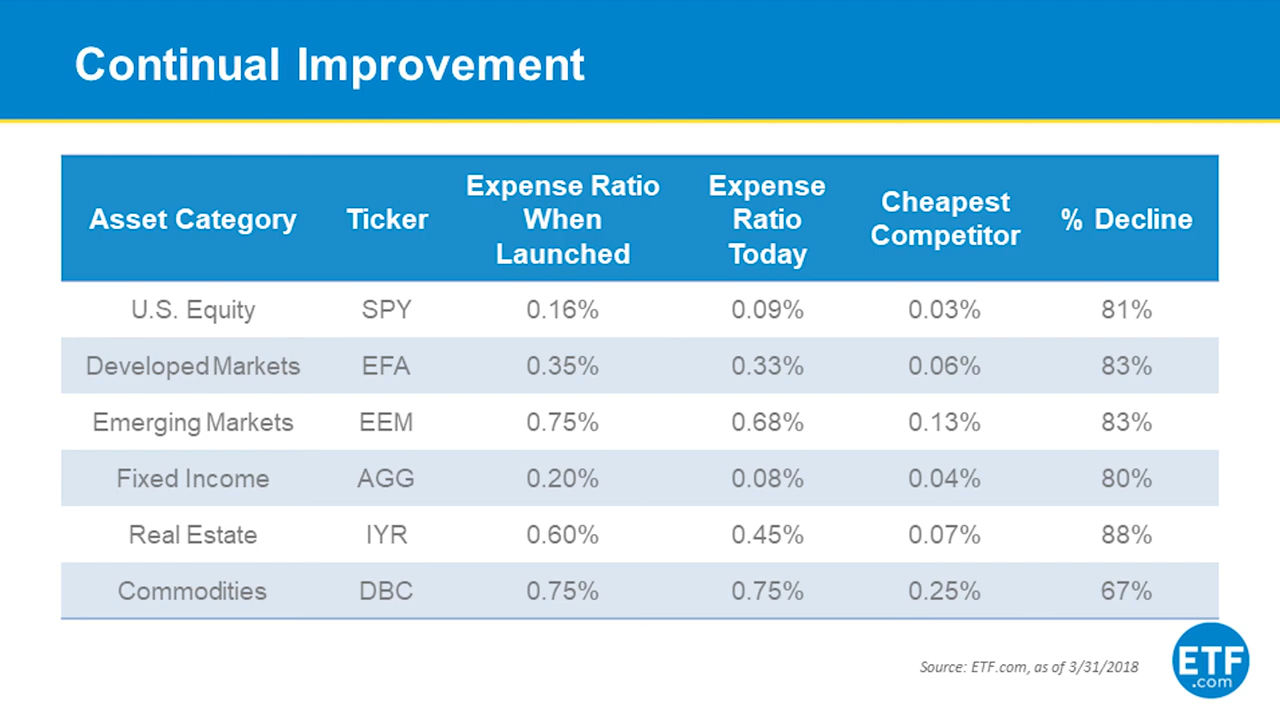 Continual Improvement
Asset Category Ticker Expense Ratio When Launched Expense Ratio Today Cheapest Competitor % Decline
U.S. Equity SPY 0.16% 0.09% 0.03% 81%
Developed Markets EFA 0.35% 0.33% 0.06% 83%
Emerging Markets EEM 0.75% 0.68% 0.13% 83%
Fixed Income AGG 0.20% 0.08% 0.04% 80%
Real Estate IYR 0.60% 0.45% 0.07% 88%
Commodities DBC 0.75% 0.75% 0.25% 67%
Source: ETF.com, as of 3/31/2018
ETF
.com